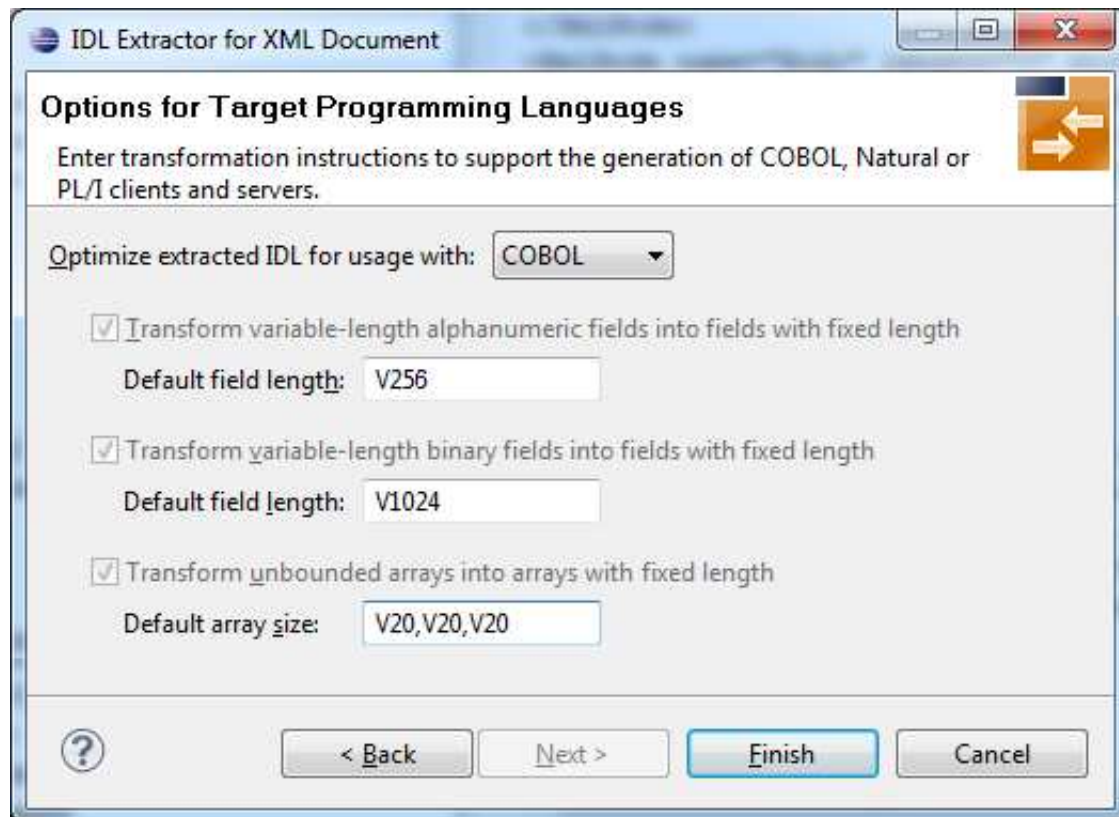 IDL Extractor for XML Document
Options for Target Programming Languages
Enter transformation instructions to support the generation of COBOL, Natural or
PL/I clients and servers.
Optimize extracted IDL for usage with: COBOL
Transform variable-length alphanumeric fields into fields with fixed length
Default field length: V256
Transform variable-length binary fields into fields with fixed length
Default field length: V1024
Transform unbounded arrays into arrays with fixed length
Default array size: V20,V20,V20
? < Back Next > Finish Cancel